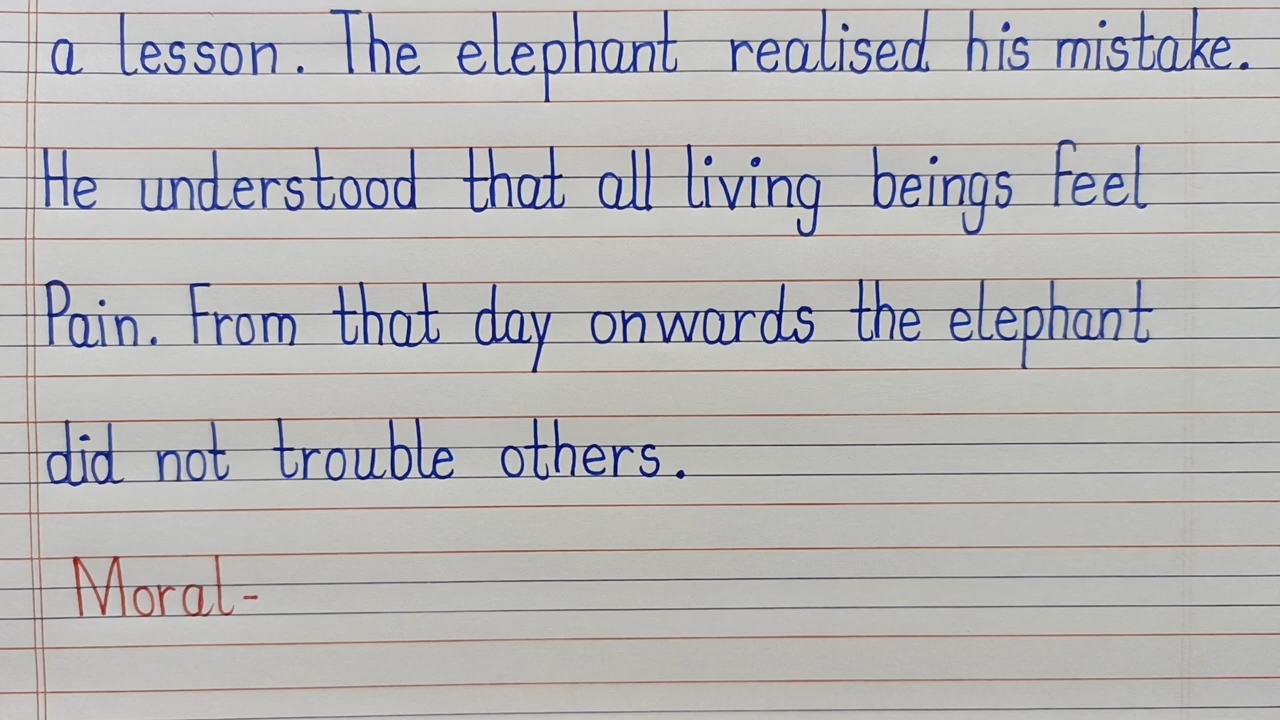 a lesson. The elephant realised his mistake.
He understood that all living beings feel
Pain. From that day onwards the elephant
did not trouble others.
Moral-